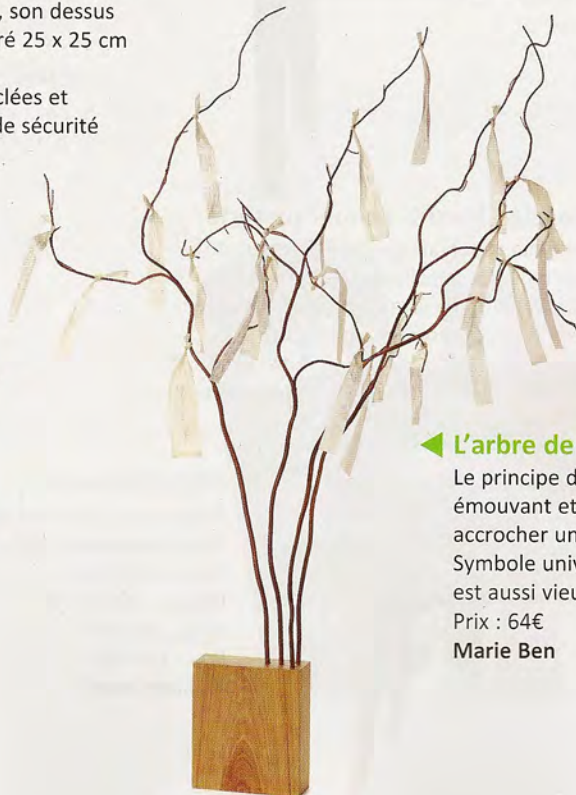 , son dessus
ré 25 x 25 cm
clées et
de sécurité
L'arbre de
Le principe d
émouvant et
accrocher un
Symbole univ
est aussi vieu
Prix : 64€
Marie Ben